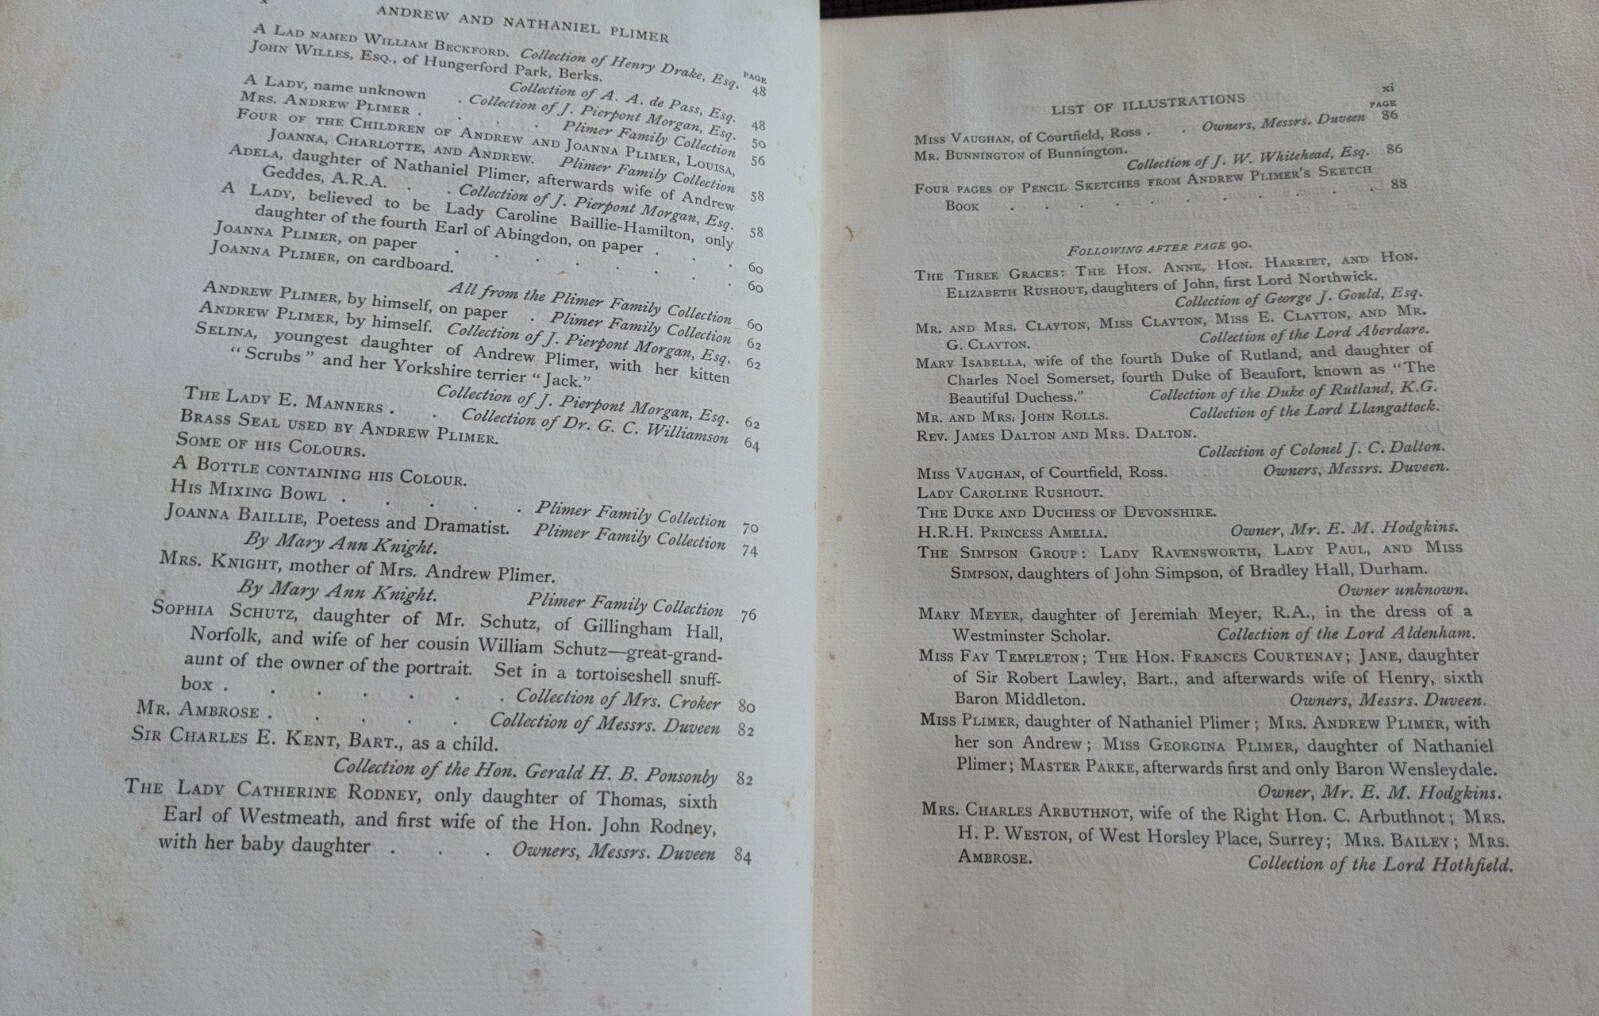 x
ANDREW AND NATHANIEL PLIMER
PAGE
A LAD NAMED WILLIAM BECKFORD. Collection of Henry Drake, Esq. 48
JOHN WILLES, ESQ., of Hungerford Park, Berks.
Collection of A. A. de Pass, Esq. 48
A LADY, name unknown . Collection of J. Pierpont Morgan, Esq. 50
MRS. ANDREW PLIMER . . . . Plimer Family Collection 56
FOUR OF THE CHILDREN OF ANDREW AND JOANNA PLIMER, LOUISA,
JOANNA, CHARLOTTE, AND ANDREW. Plimer Family Collection 58
ADELA, daughter of Nathaniel Plimer, afterwards wife of Andrew
Geddes, A.R.A. . . Collection of J. Pierpont Morgan, Esq. 58
A LADY, believed to be Lady Caroline Baillie-Hamilton, only
daughter of the fourth Earl of Abingdon, on paper . . . 60
JOANNA PLIMER, on paper . . . . . . . . 60
JOANNA PLIMER, on cardboard.
All from the Plimer Family Collection 60
ANDREW PLIMER, by himself, on paper . Plimer Family Collection 62
ANDREW PLIMER, by himself. Collection of J. Pierpont Morgan, Esq. 62
SELINA, youngest daughter of Andrew Plimer, with her kitten
"Scrubs" and her Yorkshire terrier "Jack."
Collection of J. Pierpont Morgan, Esq. 62
THE LADY E. MANNERS . . Collection of Dr. G. C. Williamson 64
BRASS SEAL USED BY ANDREW PLIMER.
SOME OF HIS COLOURS.
A BOTTLE CONTAINING HIS COLOUR.
HIS MIXING BOWL . . . . . Plimer Family Collection 70
JOANNA BAILLIE, Poetess and Dramatist. Plimer Family Collection 74
By Mary Ann Knight.
MRS. KNIGHT, mother of Mrs. Andrew Plimer.
By Mary Ann Knight. Plimer Family Collection 76
SOPHIA SCHUTZ, daughter of Mr. Schutz, of Gillingham Hall,
Norfolk, and wife of her cousin William Schutz—great-grand-
aunt of the owner of the portrait. Set in a tortoiseshell snuff-
box . . . . . . Collection of Mrs. Croker 80
MR. AMBROSE . . . . . Collection of Messrs. Duveen 82
SIR CHARLES E. KENT, BART., as a child.
Collection of the Hon. Gerald H. B. Ponsonby 82
THE LADY CATHERINE RODNEY, only daughter of Thomas, sixth
Earl of Westmeath, and first wife of the Hon. John Rodney,
with her baby daughter . . . Owners, Messrs. Duveen 84
LIST OF ILLUSTRATIONS xi
PAGE
MISS VAUGHAN, of Courtfield, Ross . . Owners, Messrs. Duveen 86
MR. BUNNINGTON of Bunnington.
Collection of J. W. Whitehead, Esq. 86
FOUR PAGES OF PENCIL SKETCHES FROM ANDREW PLIMER'S SKETCH
BOOK . . . . . . . . . . . 88
FOLLOWING AFTER PAGE 90.
THE THREE GRACES: THE HON. ANNE, HON. HARRIET, AND HON.
ELIZABETH RUSHOUT, daughters of John, first Lord Northwick.
Collection of George J. Gould, Esq.
MR. AND MRS. CLAYTON, MISS CLAYTON, MISS E. CLAYTON, AND MR.
G. CLAYTON. Collection of the Lord Aberdare.
MARY ISABELLA, wife of the fourth Duke of Rutland, and daughter of
Charles Noel Somerset, fourth Duke of Beaufort, known as "The
Beautiful Duchess." Collection of the Duke of Rutland, K.G.
MR. AND MRS. JOHN ROLLS. Collection of the Lord Llangattock.
REV. JAMES DALTON AND MRS. DALTON.
Collection of Colonel J. C. Dalton.
MISS VAUGHAN, of Courtfield, Ross. Owners, Messrs. Duveen.
LADY CAROLINE RUSHOUT.
THE DUKE AND DUCHESS OF DEVONSHIRE.
H.R.H. PRINCESS AMELIA. Owner, Mr. E. M. Hodgkins.
THE SIMPSON GROUP: LADY RAVENSWORTH, LADY PAUL, AND MISS
SIMPSON, daughters of John Simpson, of Bradley Hall, Durham.
Owner unknown.
MARY MEYER, daughter of Jeremiah Meyer, R.A., in the dress of a
Westminster Scholar. Collection of the Lord Aldenham.
MISS FAY TEMPLETON; THE HON. FRANCES COURTENAY; JANE, daughter
of Sir Robert Lawley, Bart., and afterwards wife of Henry, sixth
Baron Middleton. Owners, Messrs. Duveen.
MISS PLIMER, daughter of Nathaniel Plimer; MRS. ANDREW PLIMER, with
her son Andrew; MISS GEORGINA PLIMER, daughter of Nathaniel
Plimer; MASTER PARKE, afterwards first and only Baron Wensleydale.
Owner, Mr. E. M. Hodgkins.
MRS. CHARLES ARBUTHNOT, wife of the Right Hon. C. Arbuthnot; MRS.
H. P. WESTON, of West Horsley Place, Surrey; MRS. BAILEY; MRS.
AMBROSE. Collection of the Lord Hothfield.